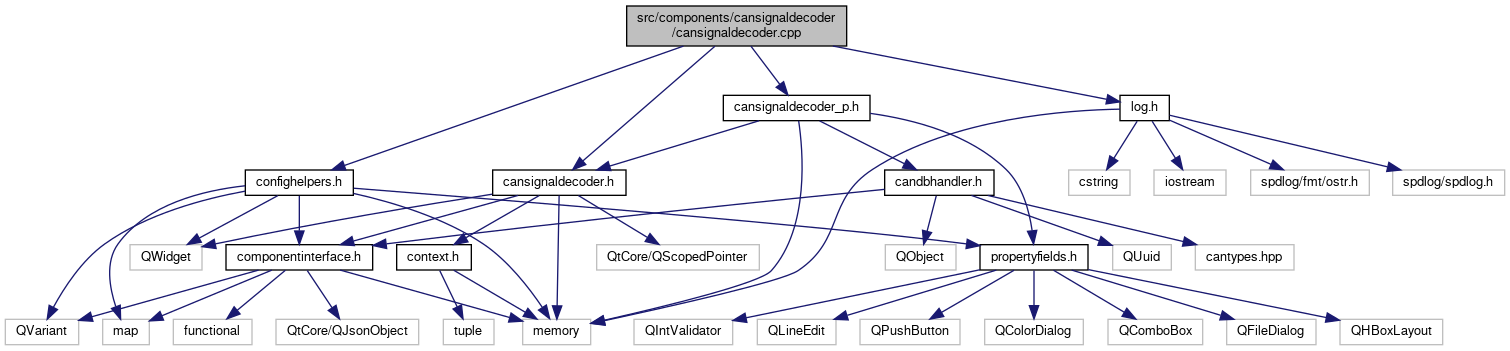 src/components/cansignaldecoder
/cansignaldecoder.cpp
cansignaldecoder_p.h
log.h
confighelpers.h
cansignaldecoder.h
candbhandler.h
cstring
iostream
spdlog/fmt/ostr.h
spdlog/spdlog.h
QWidget
componentinterface.h
context.h
QtCore/QScopedPointer
QObject
propertyfields.h
QUuid
cantypes.hpp
QVariant
map
functional
QtCore/QJsonObject
tuple
memory
QIntValidator
QLineEdit
QPushButton
QColorDialog
QComboBox
QFileDialog
QHBoxLayout